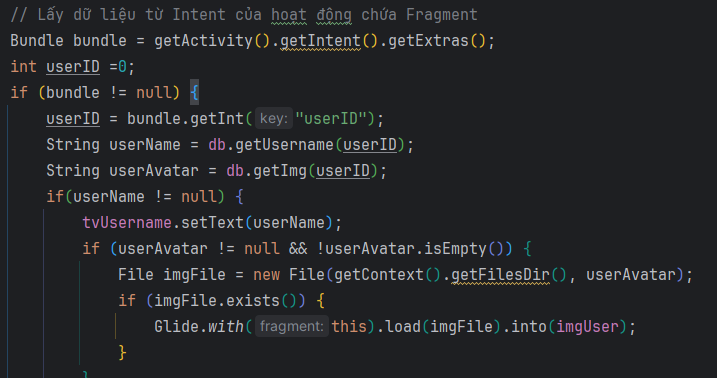 // Lấy dữ liệu từ Intent của hoạt động chứa Fragment
Bundle bundle = getActivity().getIntent().getExtras();
int userID =0;
if (bundle != null) {
userID = bundle.getInt( key: "userID");
String userName = db.getUsername(userID);
String userAvatar = db.getImg(userID);
if(userName != null) {
tvUsername.setText(userName);
if (userAvatar != null && !userAvatar.isEmpty()) {
File imgFile = new File(getContext().getFilesDir(), userAvatar);
if (imgFile.exists()) {
Glide.with( fragment: this).load(imgFile).into(imgUser);
}
}